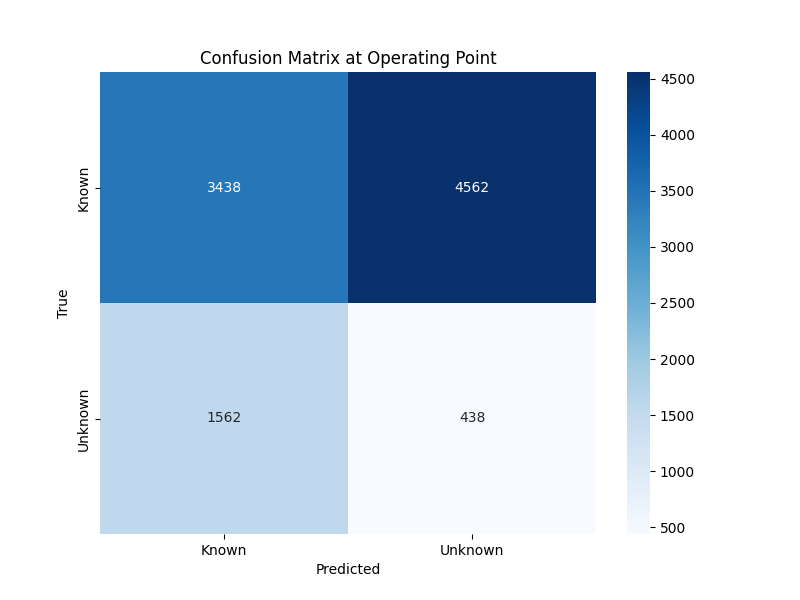 Confusion Matrix at Operating Point
Known
3438
4562
Unknown
1562
438
True
Known
Unknown
Predicted
4500
4000
3500
3000
2500
2000
1500
1000
500